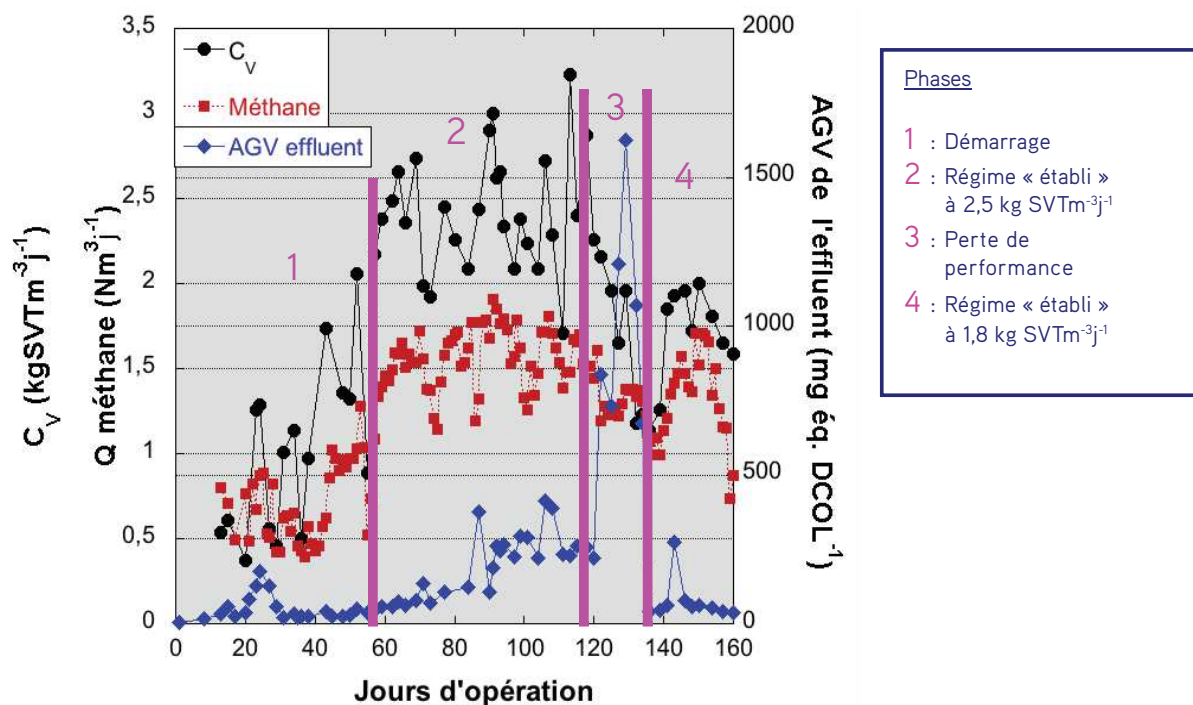 C_V (kgSVTm⁻³j⁻¹)
Q méthane (Nm³j⁻¹)
3,5
3
2,5
2
1,5
1
0,5
0
C_V
Méthane
AGV effluent
1
2
3
4
2000
1500
1000
500
0
AGV de l'effluent (mg éq. DCOL⁻¹)
0 20 40 60 80 100 120 140 160
Jours d'opération
Phases
1 : Démarrage
2 : Régime « établi »
à 2,5 kg SVTm⁻³j⁻¹
3 : Perte de
performance
4 : Régime « établi »
à 1,8 kg SVTm⁻³j⁻¹